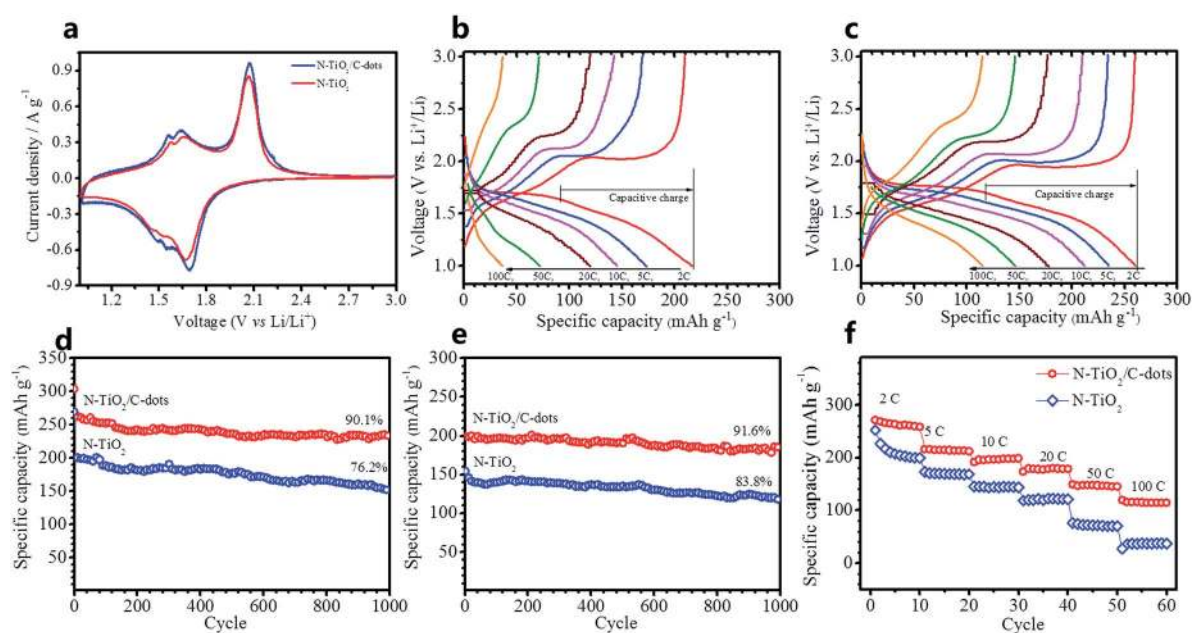 a
N-TiO₂/C-dots
N-TiO₂
Current density / A g⁻¹
0.9
0.6
0.3
0.0
-0.3
-0.6
-0.9
1.2 1.5 1.8 2.1 2.4 2.7 3.0
Voltage (V vs Li/Li⁺)
b
Voltage (V vs. Li⁺/Li)
3.0
2.5
2.0
1.5
1.0
Capacitive charge
100C, 50C, 20C, 10C, 5C, 2C
0 50 100 150 200 250 300
Specific capacity (mAh g⁻¹)
c
Voltage (V vs. Li⁺/Li)
3.0
2.5
2.0
1.5
1.0
Capacitive charge
100C, 50C, 20C, 10C, 5C, 2C
0 50 100 150 200 250 300
Specific capacity (mAh g⁻¹)
d
Specific capacity (mAh g⁻¹)
350
300
250
200
150
100
50
N-TiO₂/C-dots
90.1%
N-TiO₂
76.2%
0 200 400 600 800 1000
Cycle
e
Specific capacity (mAh g⁻¹)
300
250
200
150
100
50
N-TiO₂/C-dots
91.6%
N-TiO₂
83.8%
0 200 400 600 800 1000
Cycle
f
Specific capacity (mAh g⁻¹)
300
200
100
0
N-TiO₂/C-dots
N-TiO₂
2 C
5 C
10 C
20 C
50 C
100 C
0 10 20 30 40 50 60
Cycle